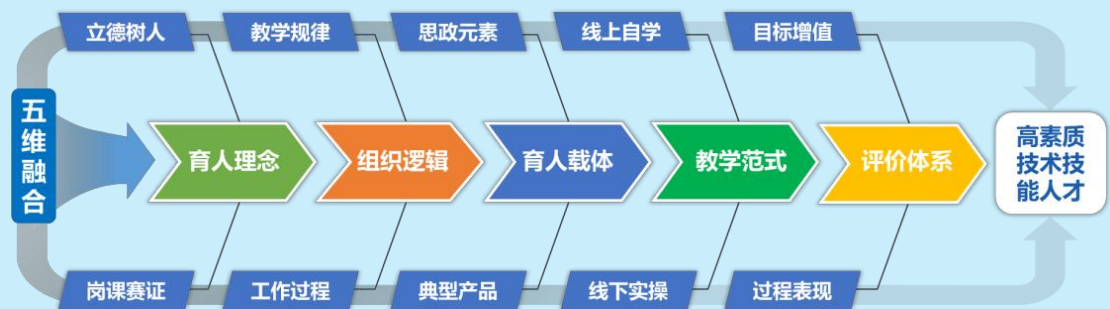 立德树人
教学规律
思政元素
线上自学
目标增值
五维融合
育人理念
组织逻辑
育人载体
教学范式
评价体系
高素质
技术技
能人才
岗课赛证
工作过程
典型产品
线下实操
过程表现